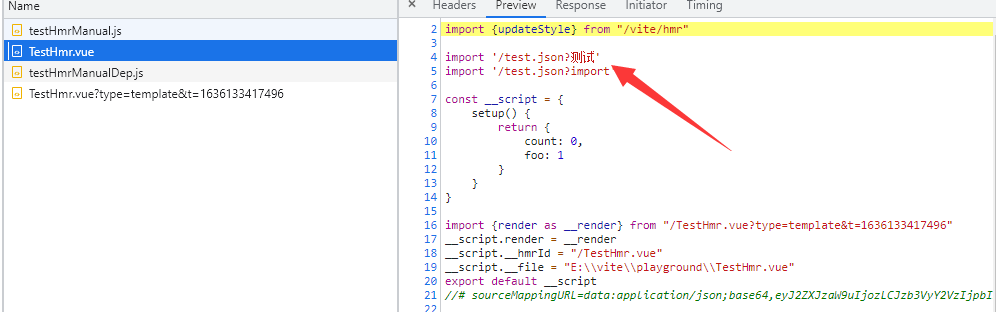 Name
testHmrManual.js
TestHmr.vue
testHmrManualDep.js
TestHmr.vue?type=template&t=1636133417496
Headers Preview Response Initiator Timing
2 import {updateStyle} from "/vite/hmr"
3
4 import '/test.json?测试'
5 import '/test.json?import
6
7 const __script = {
8 setup() {
9 return {
10 count: 0,
11 foo: 1
12 }
13 }
14 }
15
16 import {render as __render} from "/TestHmr.vue?type=template&t=1636133417496"
17 __script.render = __render
18 __script.__hmrId = "/TestHmr.vue"
19 __script.__file = "E:\\vite\\playground\\TestHmr.vue"
20 export default __script
21 //# sourceMappingURL=data:application/json;base64,eyJ2ZXJzaW9uIjozLCJzb3VyY2VzIjpbI